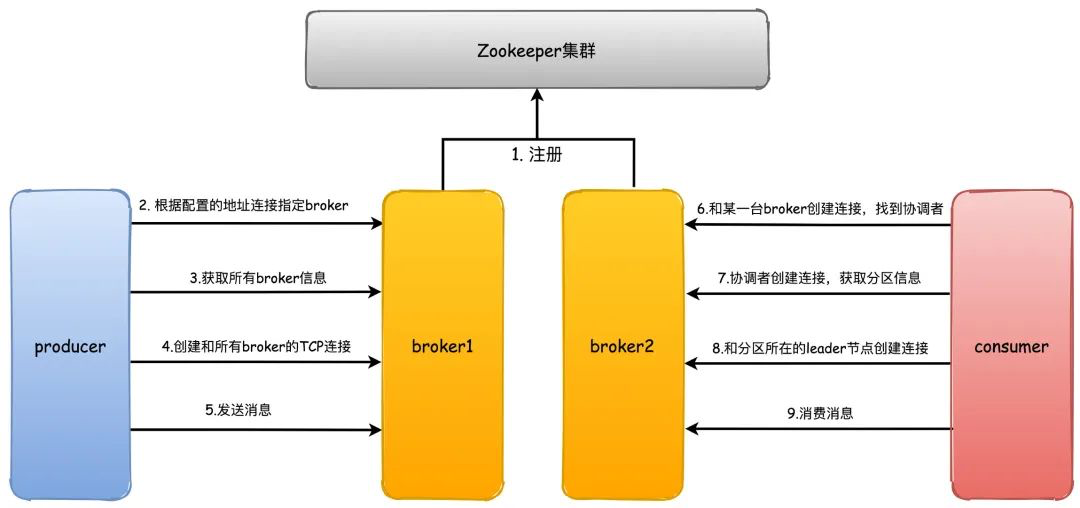 Zookeeper集群
1. 注册
2. 根据配置的地址连接指定broker
6.和某一台broker创建连接，找到协调者
3.获取所有broker信息
7.协调者创建连接，获取分区信息
producer
4.创建和所有broker的TCP连接
broker1
broker2
8.和分区所在的leader节点创建连接
consumer
5.发送消息
9.消费消息